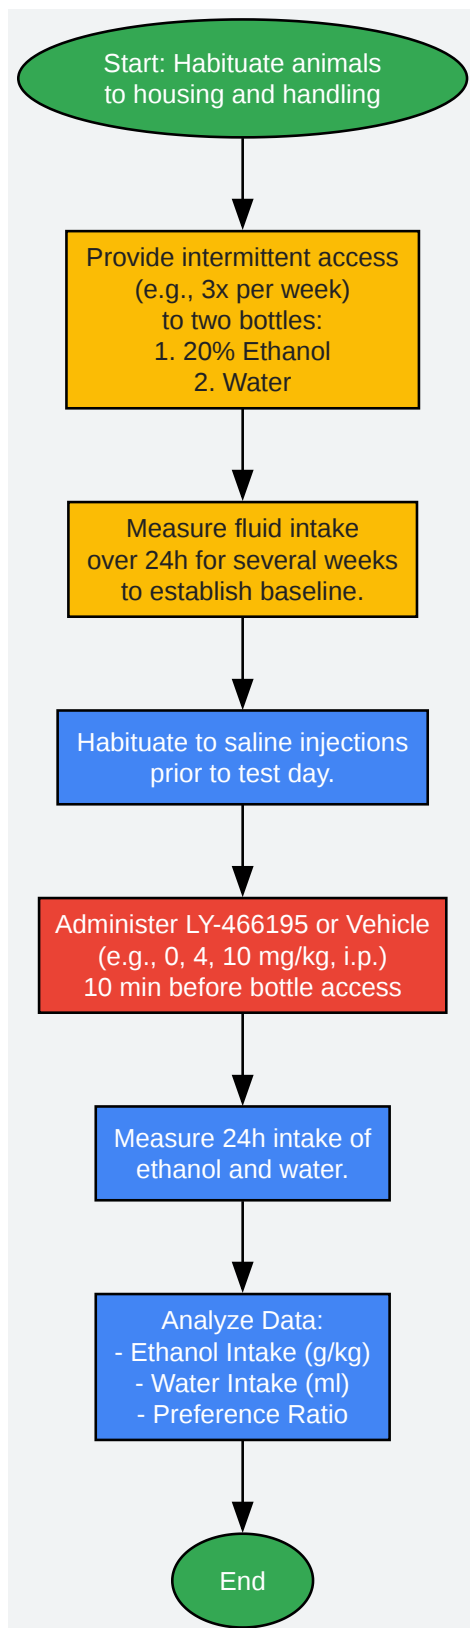 Start: Habituate animals
to housing and handling
Provide intermittent access
(e.g., 3x per week)
to two bottles:
1. 20% Ethanol
2. Water
Measure fluid intake
over 24h for several weeks
to establish baseline.
Habituate to saline injections
prior to test day.
Administer LY-466195 or Vehicle
(e.g., 0, 4, 10 mg/kg, i.p.)
10 min before bottle access
Measure 24h intake of
ethanol and water.
Analyze Data:
- Ethanol Intake (g/kg)
- Water Intake (ml)
- Preference Ratio
End